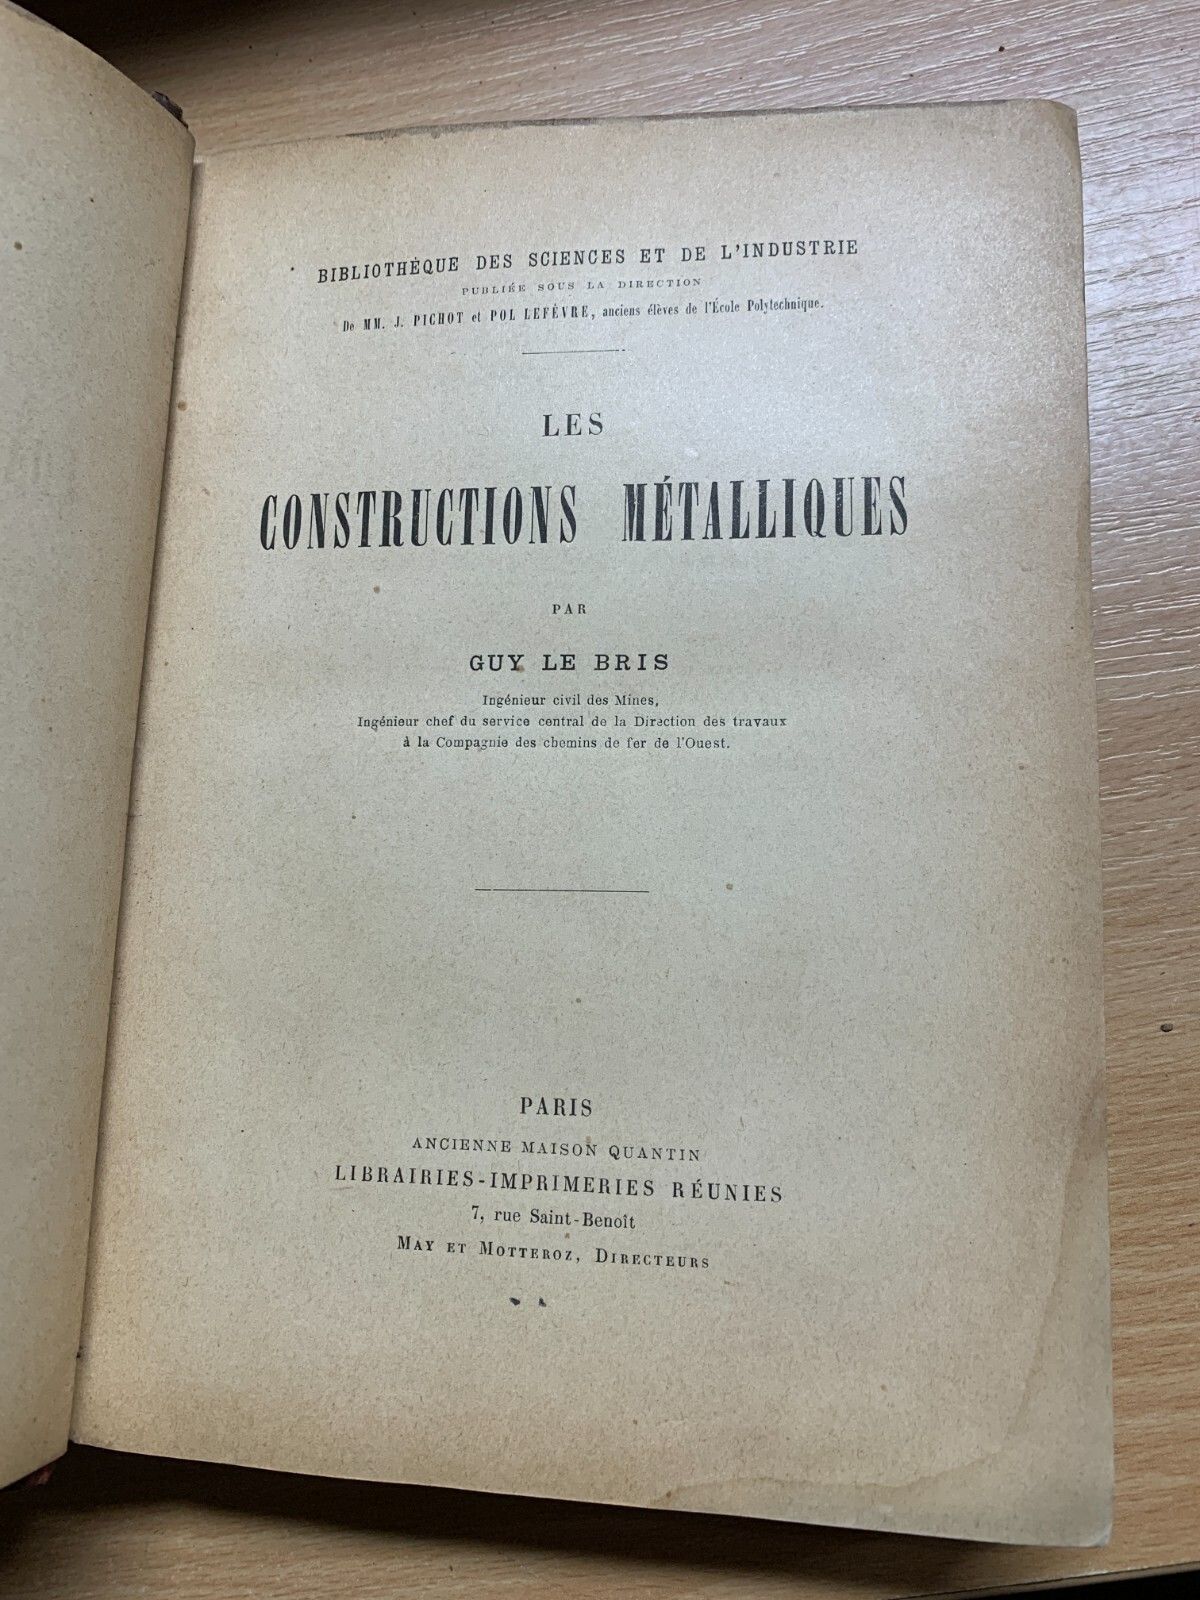 BIBLIOTHÈQUE DES SCIENCES ET DE L'INDUSTRIE
PUBLIÉE SOUS LA DIRECTION
De MM. J. PICHOT et POL LEFÈVRE, anciens élèves de l'École Polytechnique.
LES
CONSTRUCTIONS MÉTALLIQUES
PAR
GUY LE BRIS
Ingénieur civil des Mines,
Ingénieur chef du service central de la Direction des travaux
à la Compagnie des chemins de fer de l'Ouest.
PARIS
ANCIENNE MAISON QUANTIN
LIBRAIRIES-IMPRIMERIES RÉUNIES
7, rue Saint-Benoît
MAY ET MOTTEROZ, DIRECTEURS